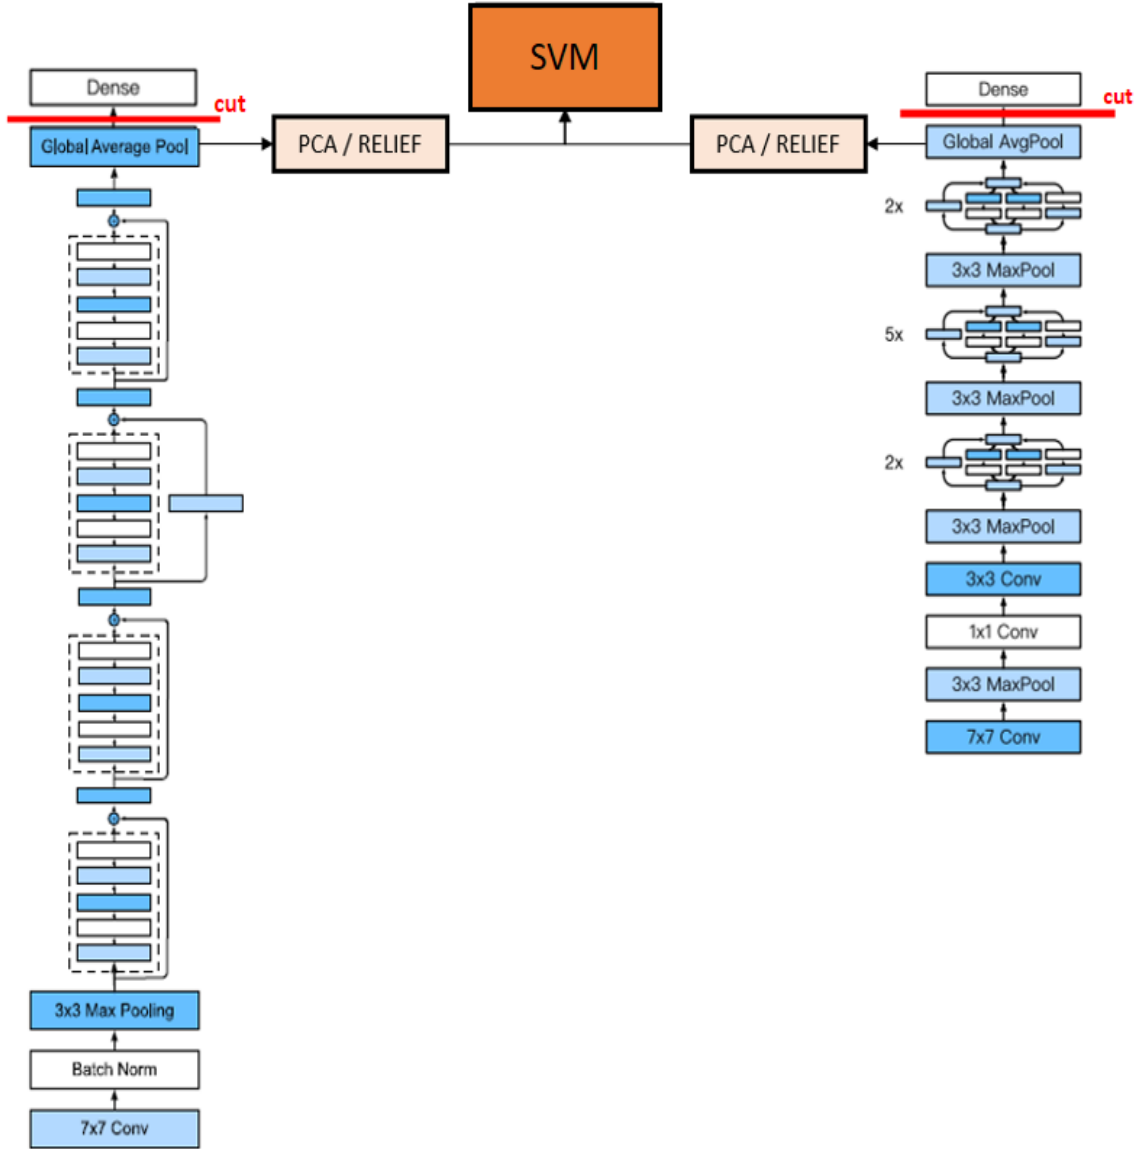 SVM
Dense
cut
Global Average Pool
PCA / RELIEF
PCA / RELIEF
Dense
cut
Global AvgPool
2x
3x3 MaxPool
5x
3x3 MaxPool
2x
3x3 MaxPool
3x3 Conv
1x1 Conv
3x3 MaxPool
7x7 Conv
3x3 Max Pooling
Batch Norm
7x7 Conv